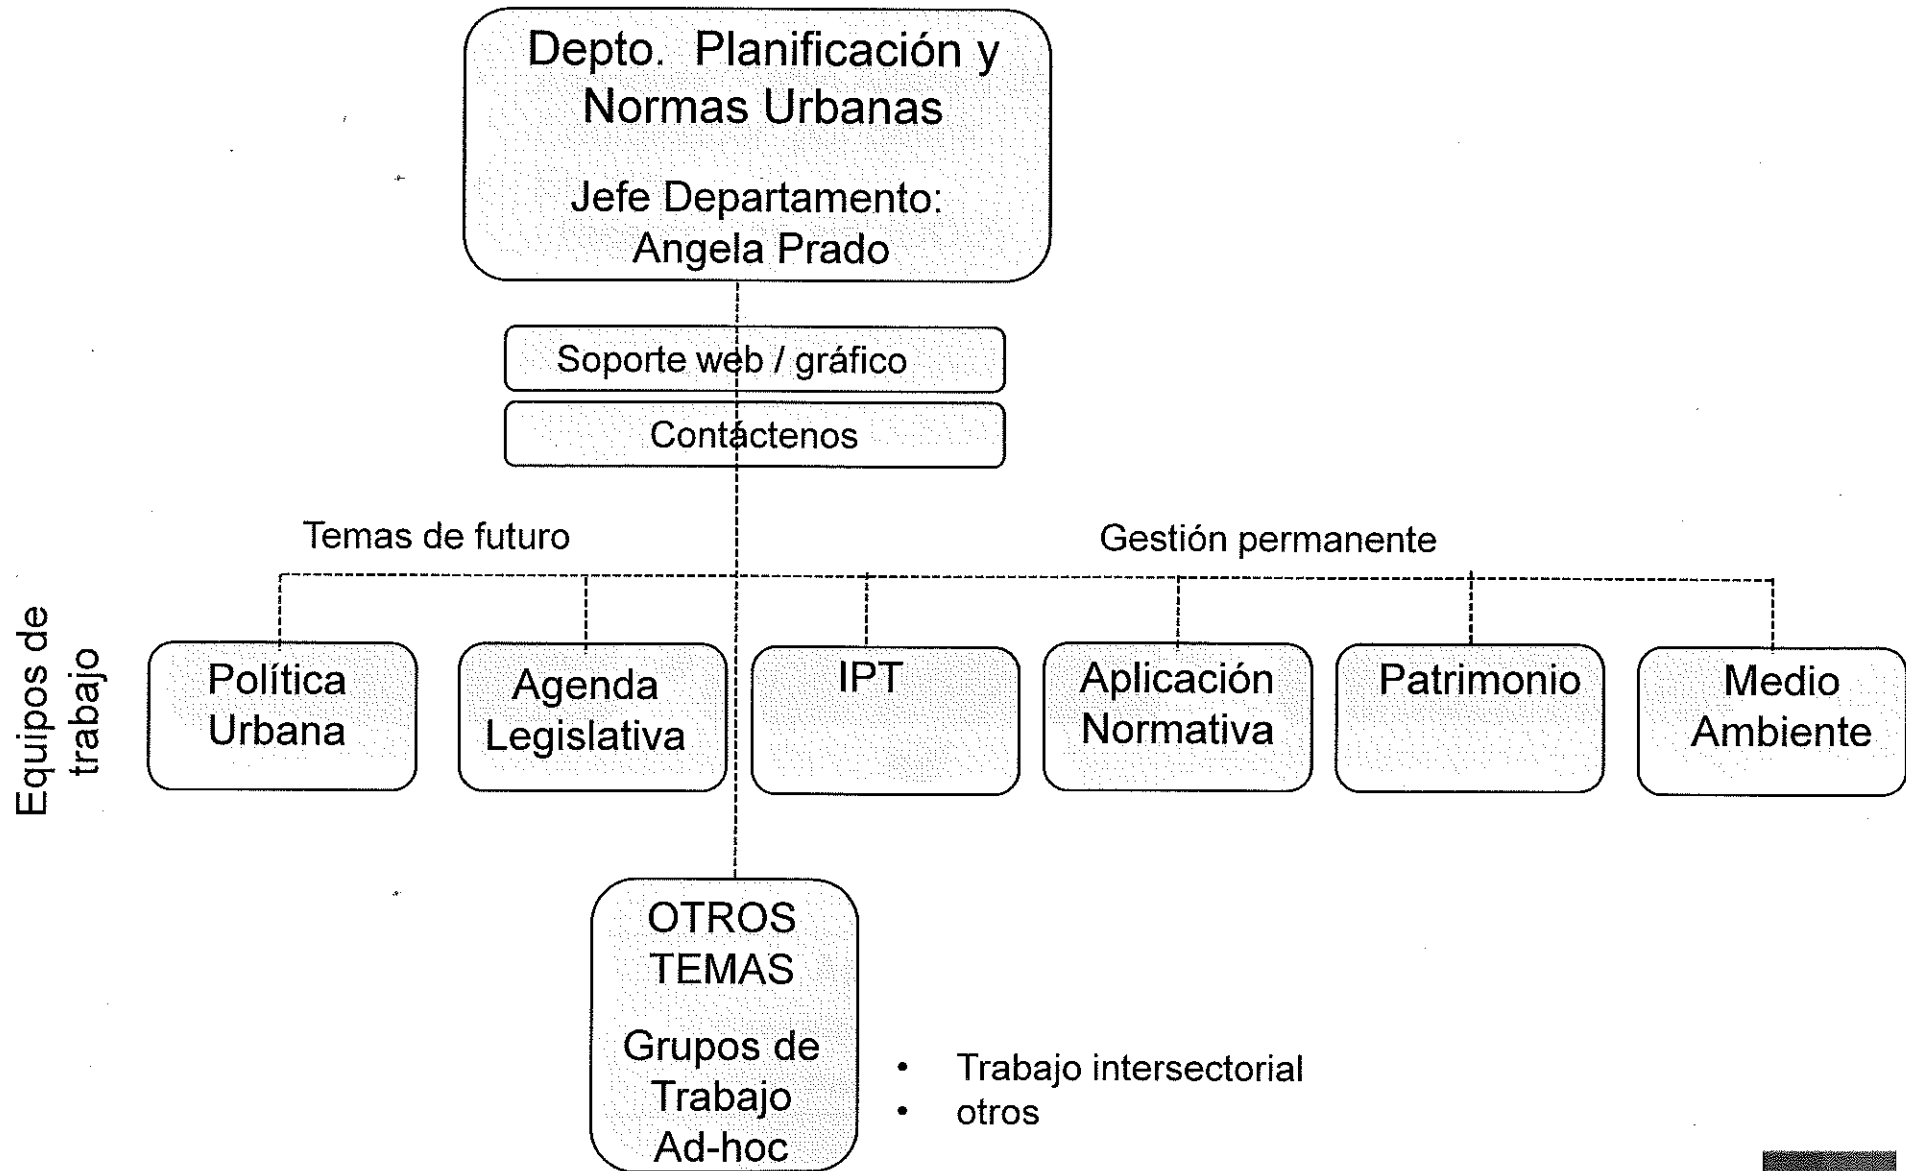 Depto. Planificación y
Normas Urbanas
Jefe Departamento:
Angela Prado
Soporte web / gráfico
Contáctenos
Temas de futuro
Gestión permanente
Equipos de
trabajo
Política
Urbana
Agenda
Legislativa
IPT
Aplicación
Normativa
Patrimonio
Medio
Ambiente
OTROS
TEMAS
Grupos de
Trabajo
Ad-hoc
• Trabajo intersectorial
• otros